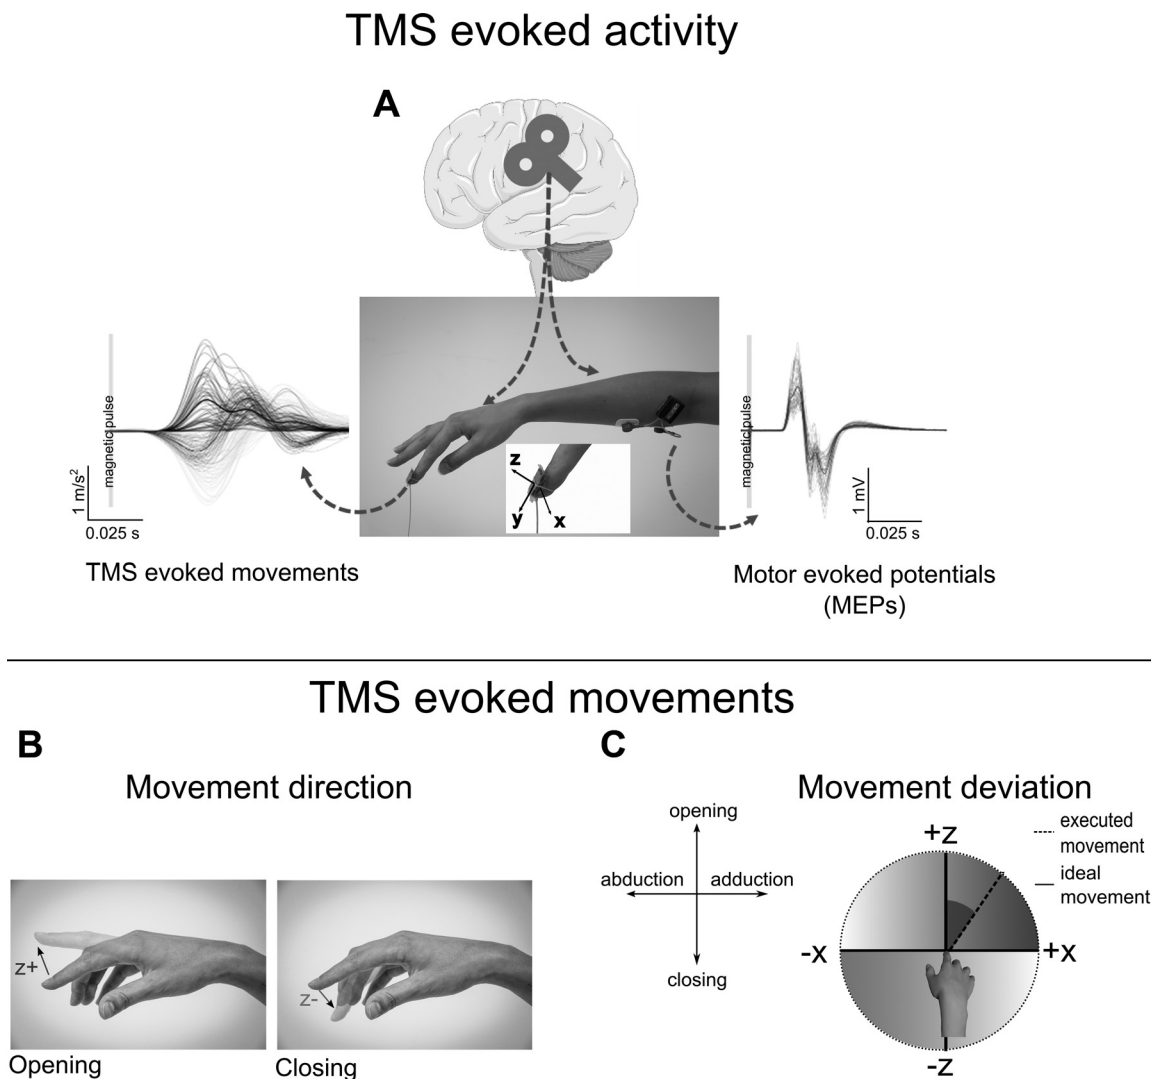 TMS evoked activity
A
magnetic pulse
1 m/s²
0.025 s
TMS evoked movements
z
y
x
magnetic pulse
1 mV
0.025 s
Motor evoked potentials
(MEPs)
TMS evoked movements
B
Movement direction
z+
Opening
z-
Closing
C
Movement deviation
opening
abduction
adduction
closing
+z
-x
+x
-z
executed
movement
ideal
movement